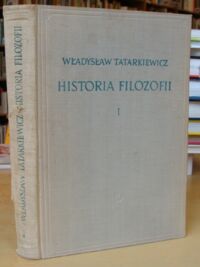 WŁADYSŁAW TATARKIEWICZ
HISTORIA FILOZOFII
I
WŁADYSŁAW TATARKIEWICZ · HISTORIA FILOZOFII